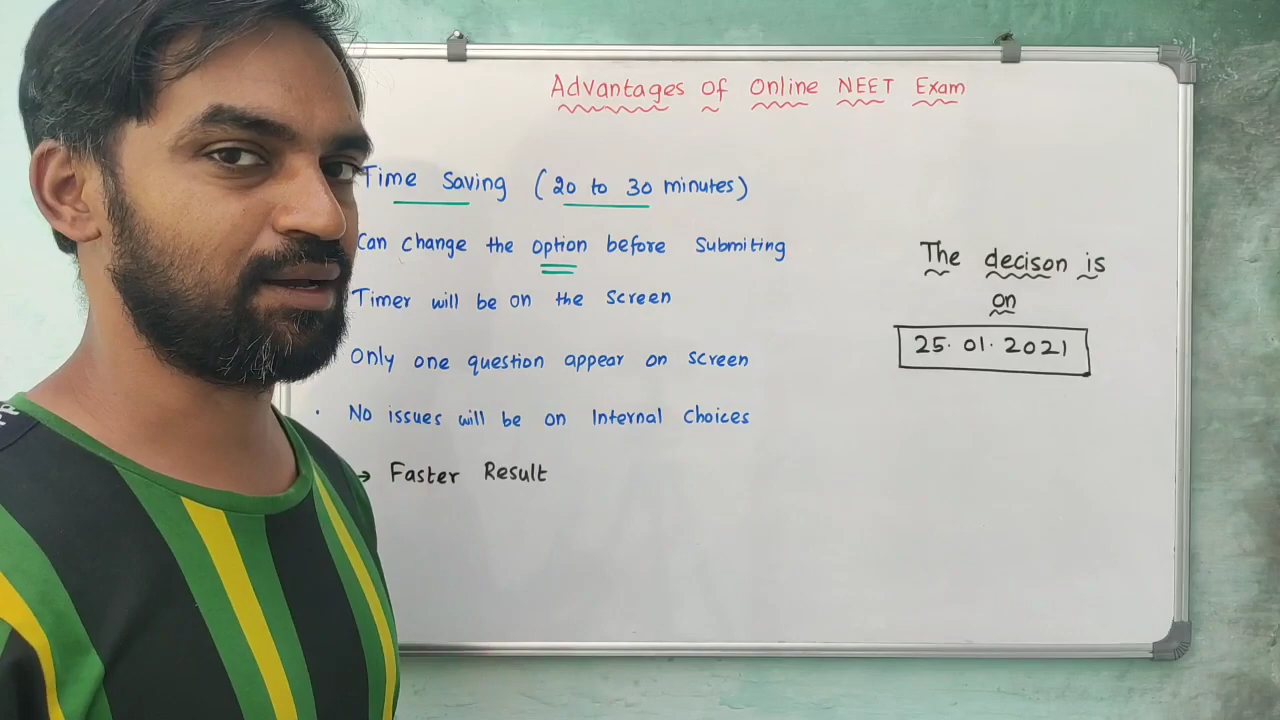 Advantages of Online NEET Exam
Time Saving (20 to 30 minutes)
Can change the option before Submiting
Timer will be on the screen
Only one question appear on screen
· No issues will be on Internal Choices
→ Faster Result
The decison is
on
25.01.2021